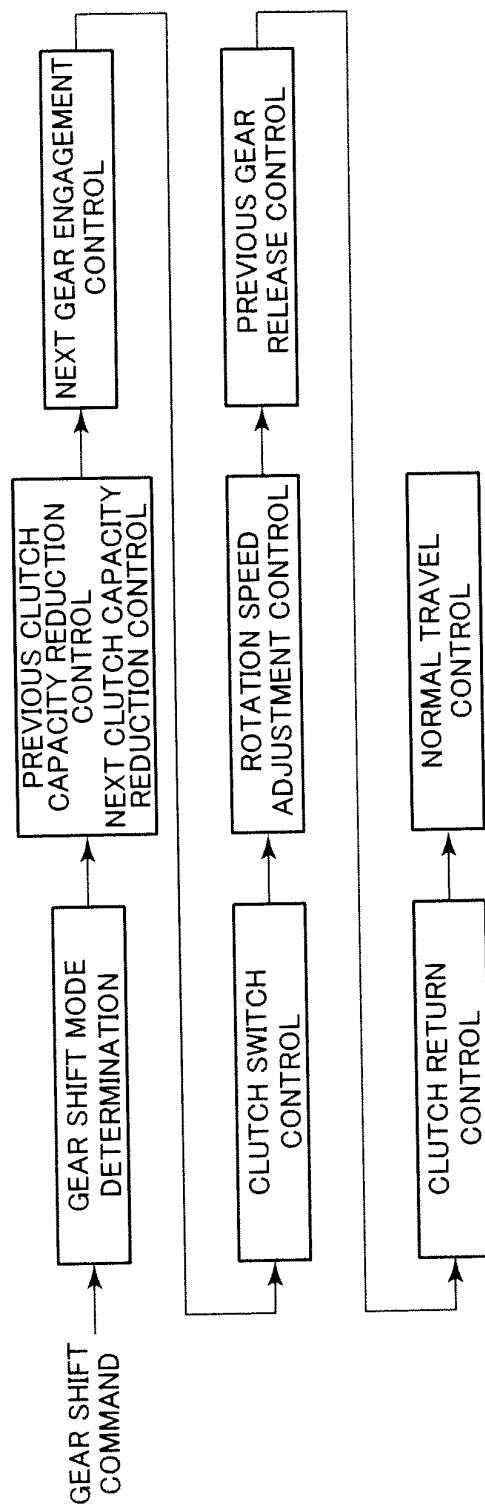 GEAR SHIFT
COMMAND
GEAR SHIFT MODE
DETERMINATION
PREVIOUS CLUTCH
CAPACITY REDUCTION
CONTROL
NEXT CLUTCH CAPACITY
REDUCTION CONTROL
NEXT GEAR ENGAGEMENT
CONTROL
CLUTCH SWITCH
CONTROL
ROTATION SPEED
ADJUSTMENT CONTROL
PREVIOUS GEAR
RELEASE CONTROL
CLUTCH RETURN
CONTROL
NORMAL TRAVEL
CONTROL